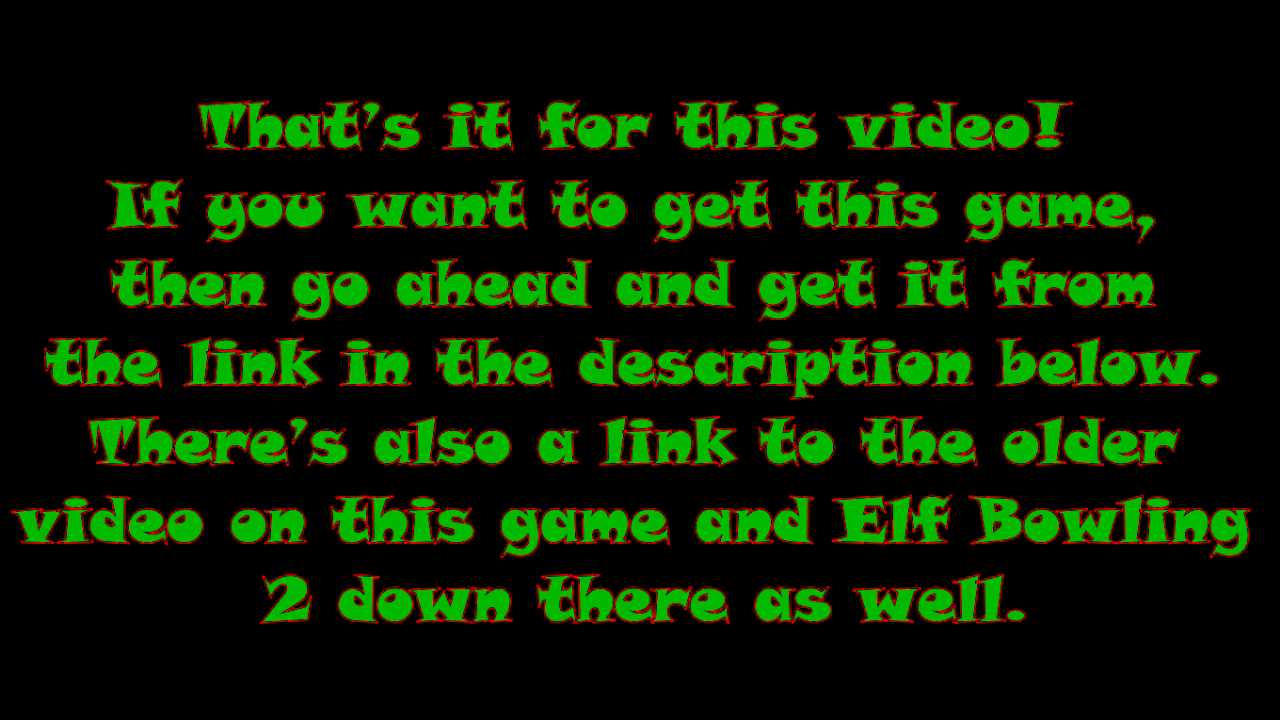 That's it for this video!
If you want to get this game,
then go ahead and get it from
the link in the description below.
There's also a link to the older
video on this game and Elf Bowling
2 down there as well.